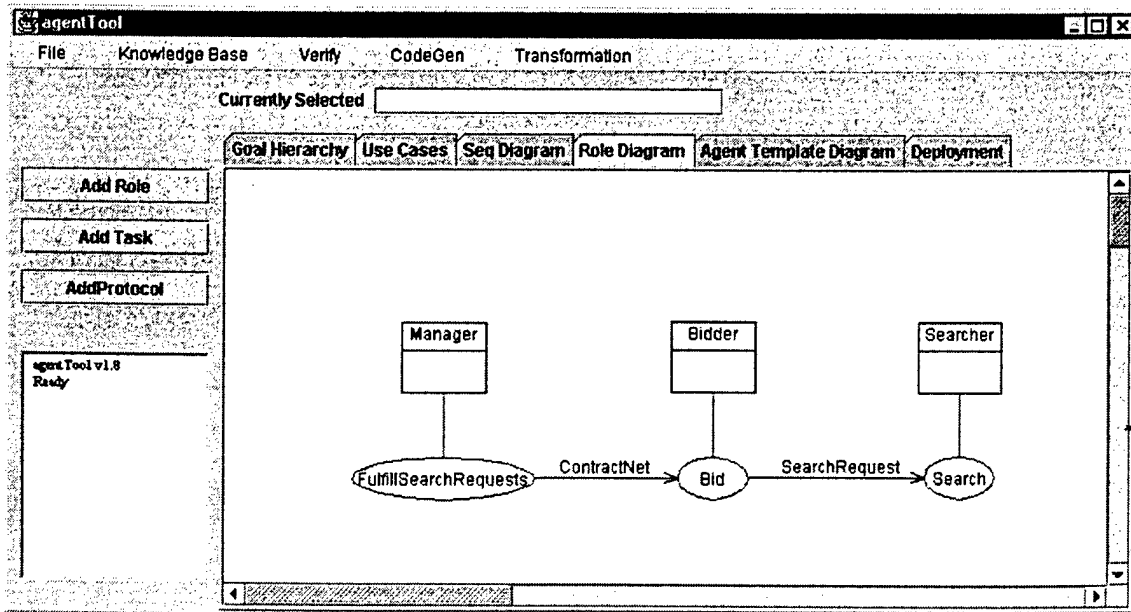 agentTool
File Knowledge Base Verify CodeGen Transformation
Currently Selected
Goal Hierarchy Use Cases Seq Diagram Role Diagram Agent Template Diagram Deployment
Add Role
Add Task
AddProtocol
agentTool v1.8
Ready
Manager Bidder Searcher
ContractNet SearchRequest
FulfillSearchRequests Bid Search